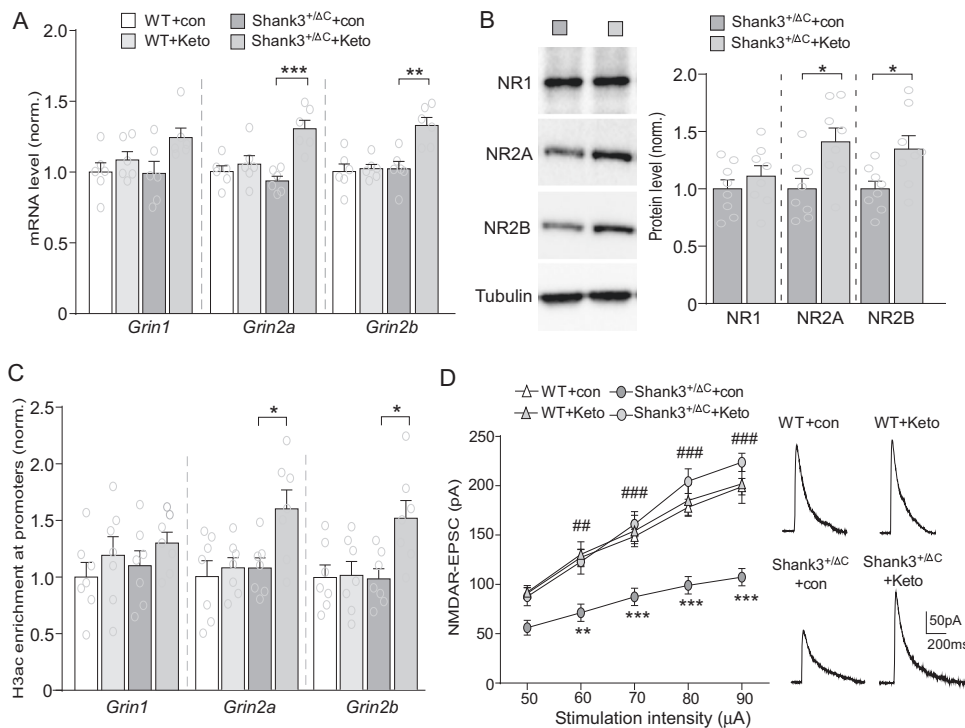 A
WT+con
WT+Keto
Shank3+/ΔC+con
Shank3+/ΔC+Keto
mRNA level (norm.)
2.0
1.5
1.0
0.5
0
***
**
Grin1
Grin2a
Grin2b
B
NR1
NR2A
NR2B
Tubulin
Shank3+/ΔC+con
Shank3+/ΔC+Keto
Protein level (norm.)
2.0
1.5
1.0
0.5
0
*
*
NR1
NR2A
NR2B
C
H3ac enrichment at promoters (norm.)
2.5
2.0
1.5
1.0
0.5
0
*
*
Grin1
Grin2a
Grin2b
D
WT+con
WT+Keto
Shank3+/ΔC+con
Shank3+/ΔC+Keto
NMDAR-EPSC (pA)
250
200
150
100
50
0
##
###
###
###
**
***
***
***
50
60
70
80
90
Stimulation intensity (μA)
WT+con
WT+Keto
Shank3+/ΔC
+con
Shank3+/ΔC
+Keto
50pA
200ms